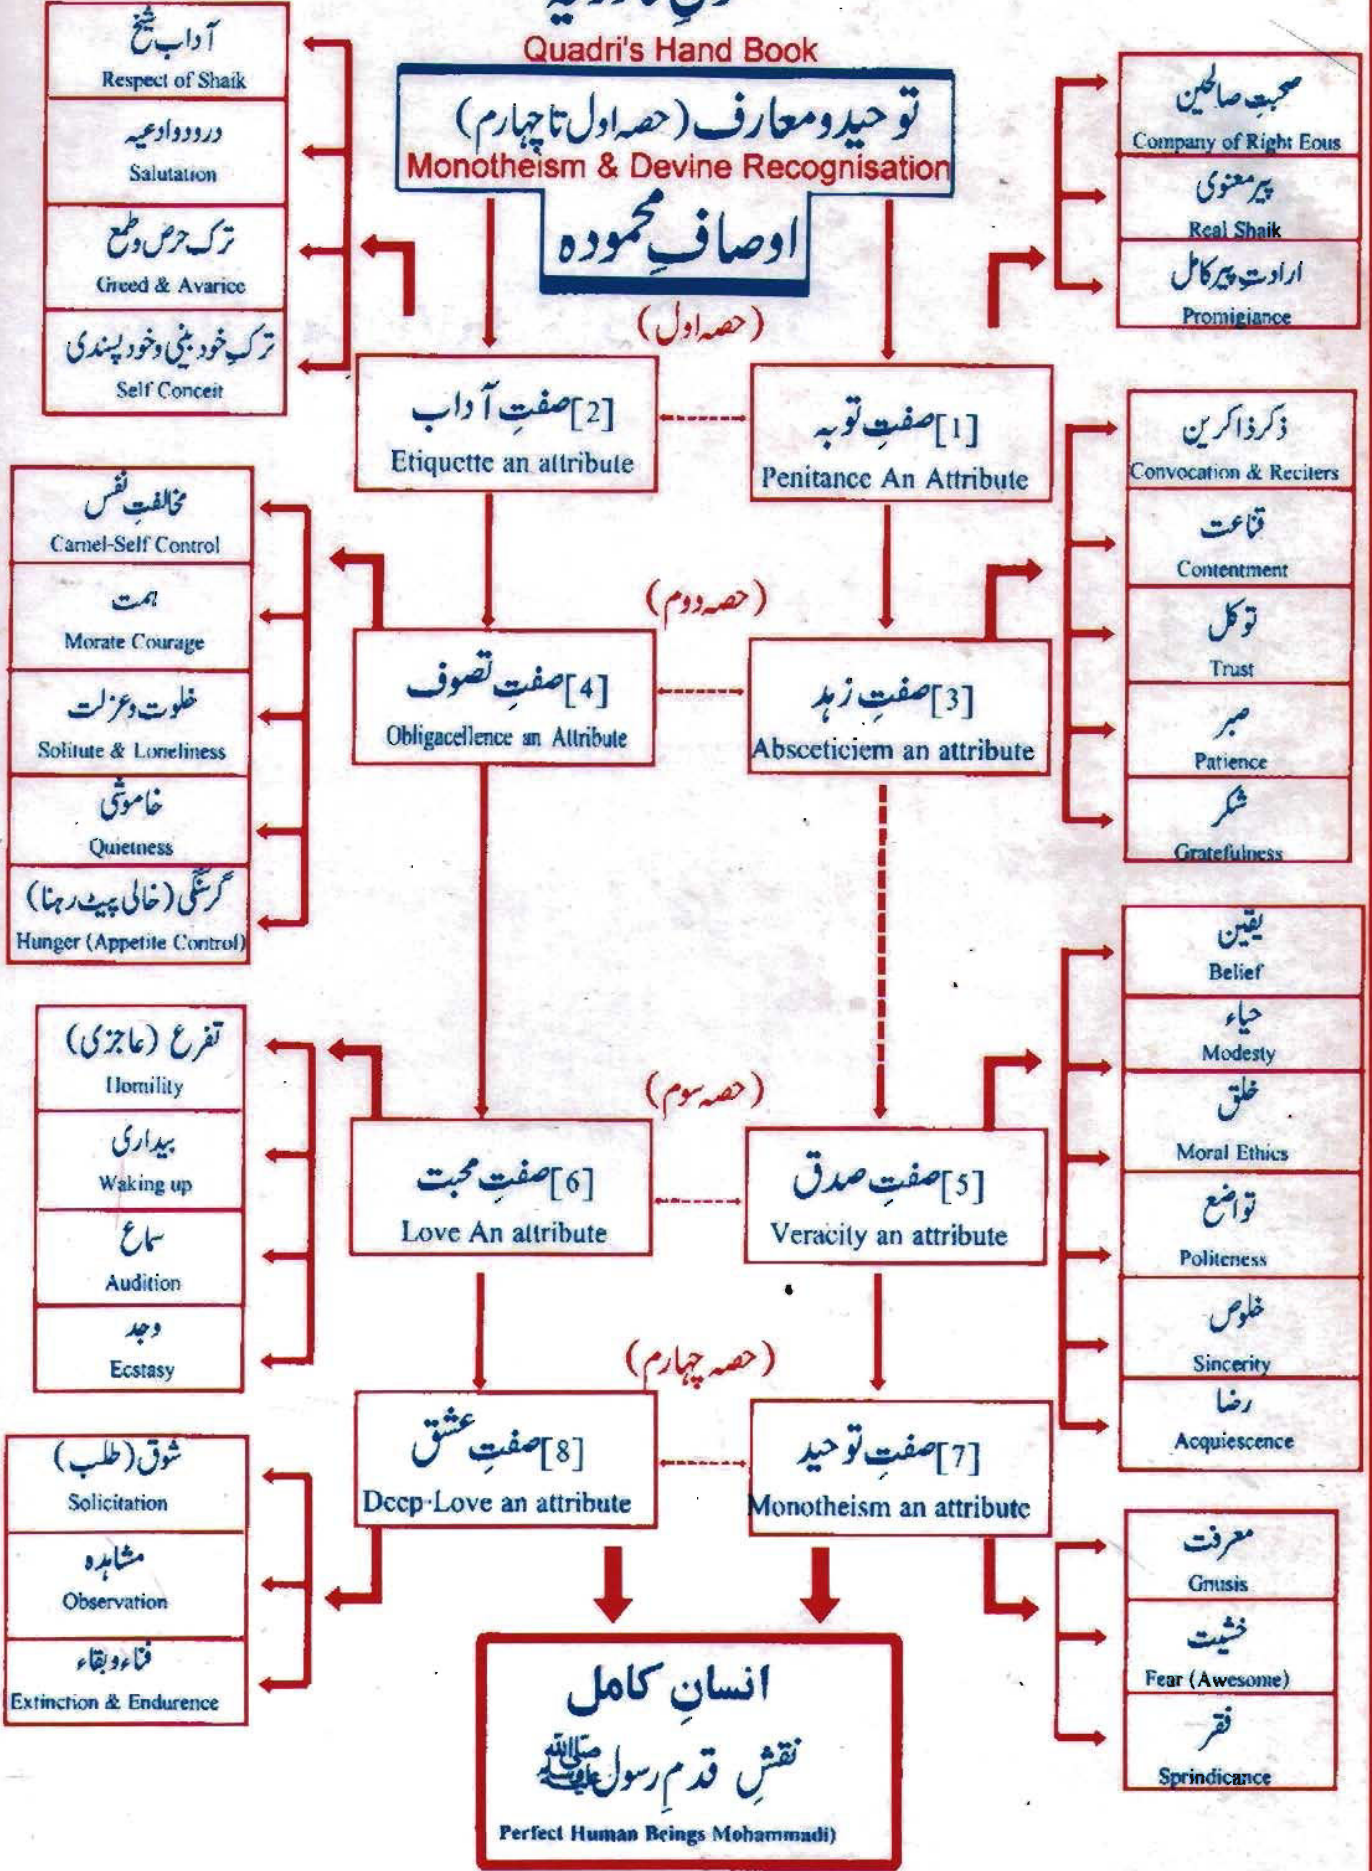 Quadri's Hand Book
توحید و معارف (حصہ اول تا چہارم)
Monotheism & Devine Recognisation
اوصافِ محمودہ
آداب شیخ
Respect of Shaik
درود و ادعیہ
Salutation
ترک حرص و طمع
Greed & Avarice
ترکِ خود بینی و خود پسندی
Self Conceit
صحبتِ صالحین
Company of Right Eous
پیر معنوی
Real Shaik
ارادتِ پیر کامل
Promigiance
(حصہ اول)
[1] صفتِ توبہ
Penitance An Attribute
[2] صفتِ آداب
Etiquette an attribute
ذکر ذاکرین
Convocation & Reciters
قناعت
Contentment
توکل
Trust
صبر
Patience
شکر
Gratefulness
مخالفتِ نفس
Carnel-Self Control
ہمت
Morate Courage
خلوت و عزلت
Solitute & Loneliness
خاموشی
Quietness
گرسنگی (خالی پیٹ رہنا)
Hunger (Appetite Control)
(حصہ دوم)
[3] صفتِ زہد
Absceticiem an attribute
[4] صفتِ تصوف
Obligacellence an Attribute
یقین
Belief
حیاء
Modesty
خلق
Moral Ethics
تواضع
Politeness
خلوص
Sincerity
رضا
Acquiescence
تضرع (عاجزی)
Homility
بیداری
Waking up
سماع
Audition
وجد
Ecstasy
(حصہ سوم)
[5] صفتِ صدق
Veracity an attribute
[6] صفتِ محبت
Love An attribute
(حصہ چہارم)
[7] صفتِ توحید
Monotheism an attribute
[8] صفتِ عشق
Deep-Love an attribute
شوق (طلب)
Solicitation
مشاہدہ
Observation
فناء و بقاء
Extinction & Endurence
معرفت
Gnusis
خشیت
Fear (Awesome)
فقر
Sprindicance
انسانِ کامل
نقشِ قدمِ رسول ﷺ
Perfect Human Beings Mohammadi)